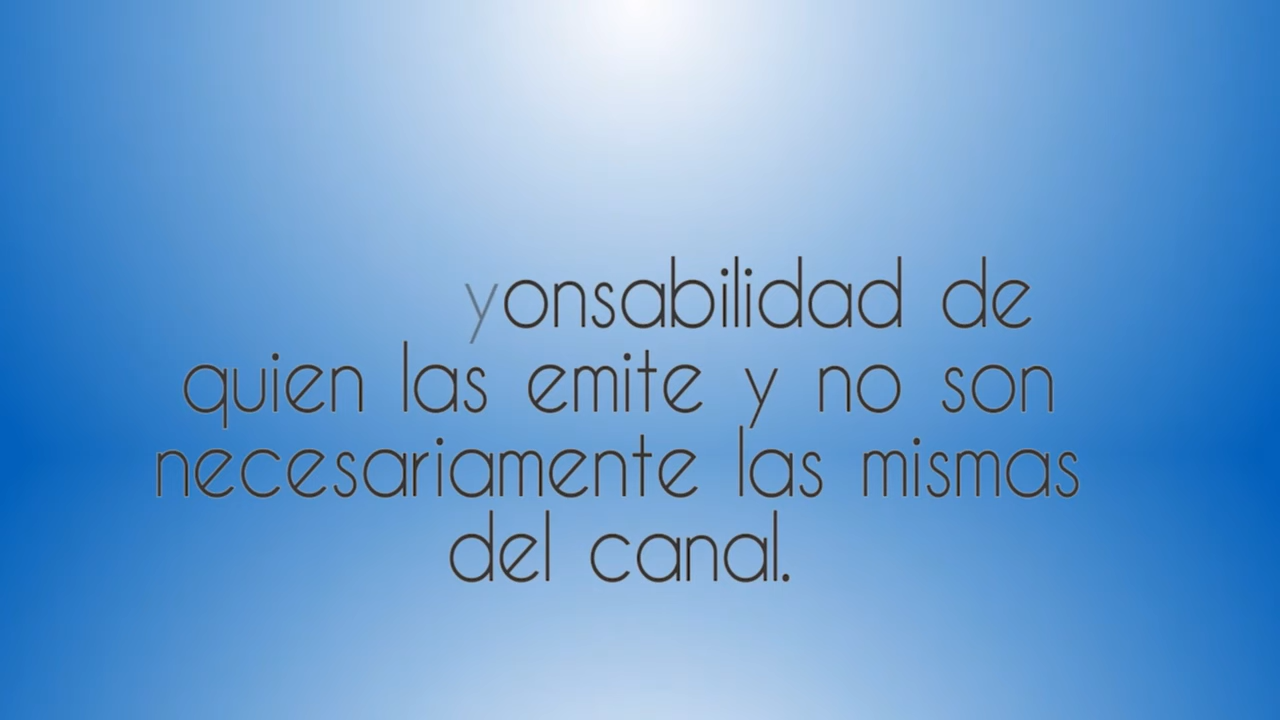 yonsabilidad de
quien las emite y no son
necesariamente las mismas
del canal.